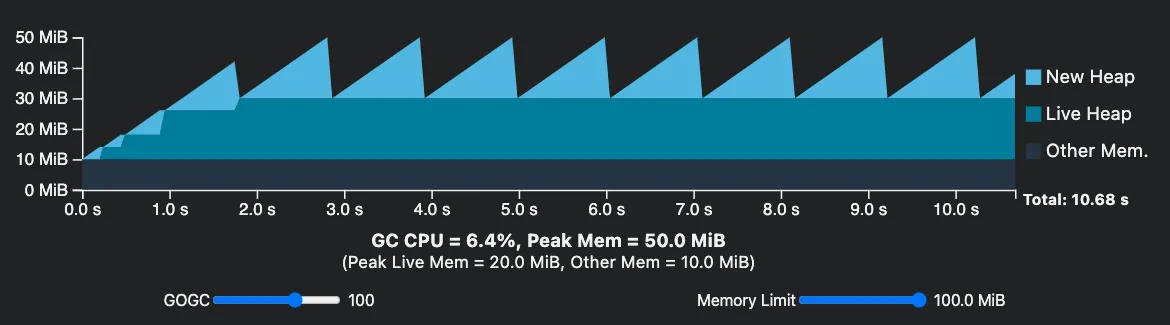 50 MiB
40 MiB
30 MiB
20 MiB
10 MiB
0 MiB
New Heap
Live Heap
Other Mem.
0.0 s 1.0 s 2.0 s 3.0 s 4.0 s 5.0 s 6.0 s 7.0 s 8.0 s 9.0 s 10.0 s
Total: 10.68 s
GC CPU = 6.4%, Peak Mem = 50.0 MiB
(Peak Live Mem = 20.0 MiB, Other Mem = 10.0 MiB)
GOGC 100 Memory Limit 100.0 MiB